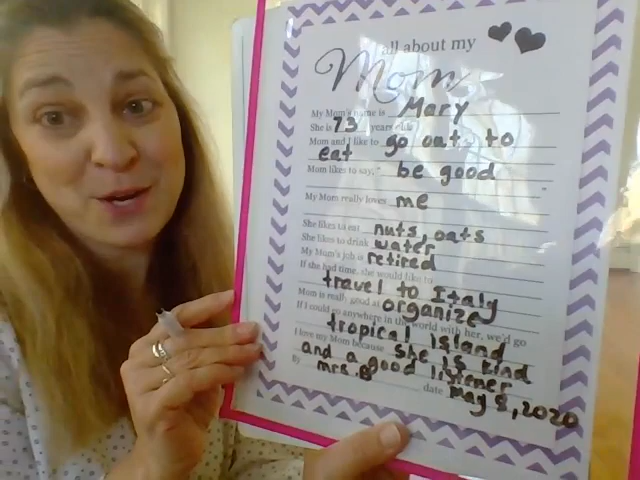 all about my
Mom
My Mom's name is Mary
She is 73 years old
Mom and I like to go out to
eat
Mom likes to say, " be good
My Mom really loves me
She likes to eat nuts, oats
She likes to drink water
My Mom's job is retired
If she had time, she would like to
travel to Italy
Mom is really good at organize
If I could go anywhere in the world with her, we'd go
tropical island
I love my Mom because she is kind
and a good listener
By mrs. B date May 8, 2020